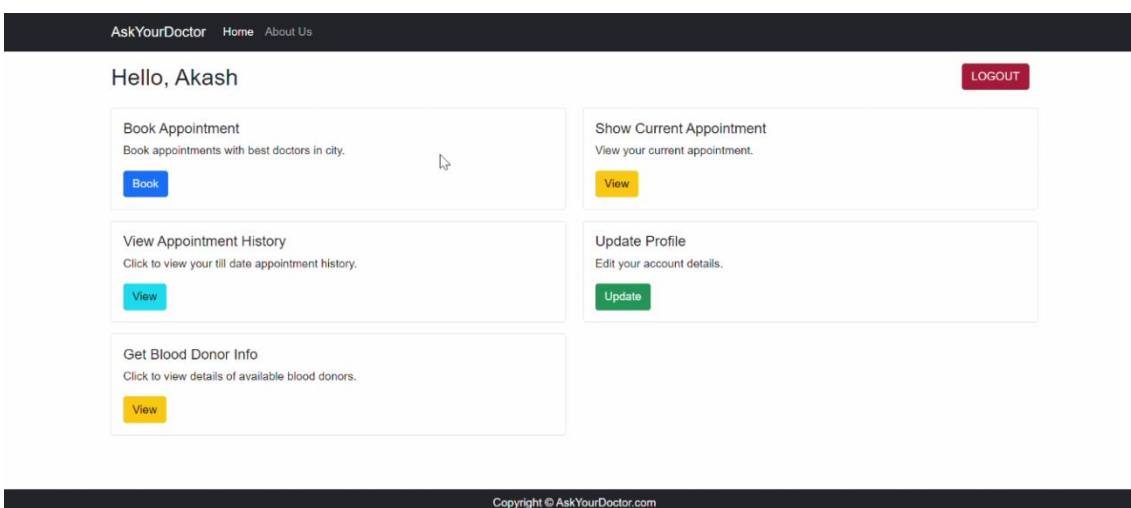 AskYourDoctor Home About Us
Hello, Akash
LOGOUT
Book Appointment
Book appointments with best doctors in city.
Book
Show Current Appointment
View your current appointment.
View
View Appointment History
Click to view your till date appointment history.
View
Update Profile
Edit your account details.
Update
Get Blood Donor Info
Click to view details of available blood donors.
View
Copyright © AskYourDoctor.com